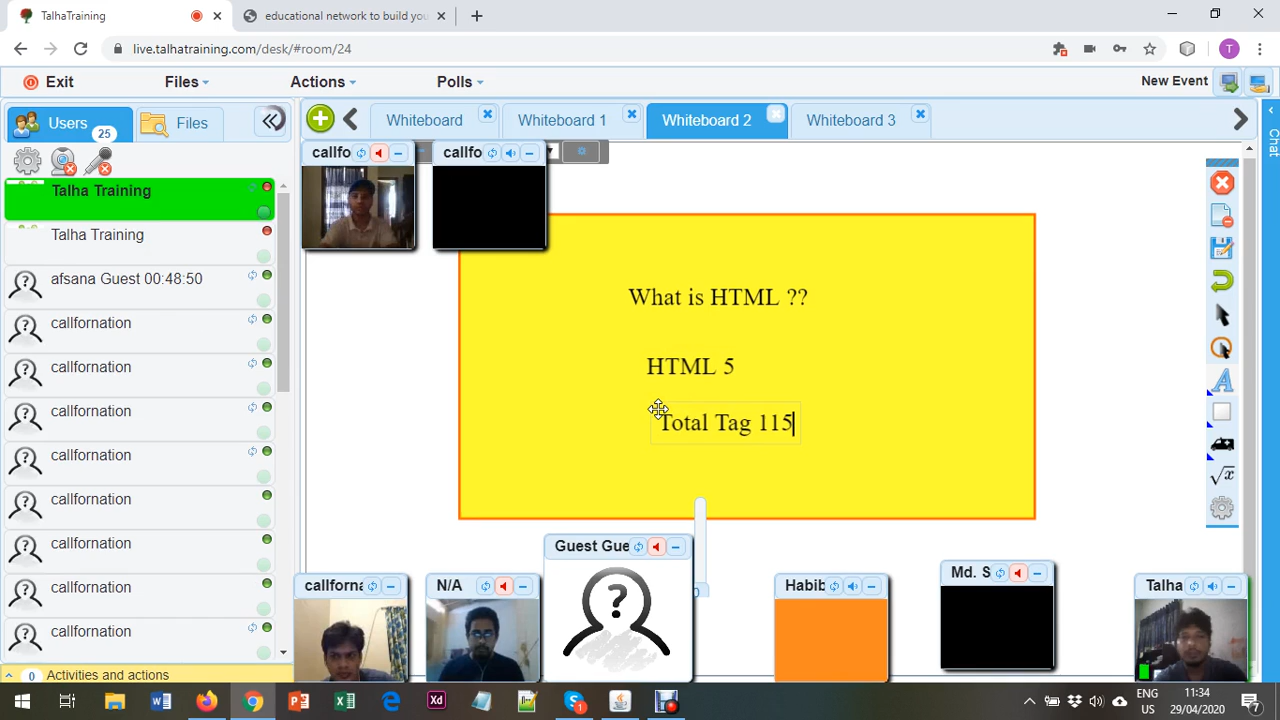 TalhaTraining
educational network to build you
live.talhatraining.com/desk/#room/24
T
Exit
Files
Actions
Polls
New Event
Users
25
Files
Whiteboard
Whiteboard 1
Whiteboard 2
Whiteboard 3
Chat
callfo
callfo
Talha Training
Talha Training
afsana Guest 00:48:50
callfornation
callfornation
callfornation
callfornation
callfornation
callfornation
callfornation
callfornation
What is HTML ??
HTML 5
Total Tag 115
A
√x
callforna
N/A
Guest Gue
Habib
Md. S
Talha
0 Activities and actions
ENG
US
11:34
29/04/2020
7